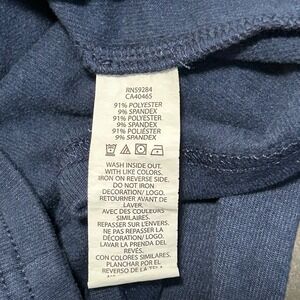 RN59284
CA40465
91% POLYESTER
9% SPANDEX
91% POLYESTER
9% SPANDEX
91% POLIÉSTER
9% SPANDEX
WASH INSIDE OUT.
WITH LIKE COLORS.
IRON ON REVERSE SIDE.
DO NOT IRON
DECORATION/ LOGO.
RETOURNER AVANT DE
LAVER.
AVEC DES COULEURS
SIMILAIRES.
REPASSER SUR L'ENVERS.
NE PAS REPASSER LA
DÉCORATION/ LOGO.
LAVAR LA PRENDA DEL
REVÉS.
CON COLORES SIMILARES.
PLANCHAR POR EL
REVERSO DE LA TELA